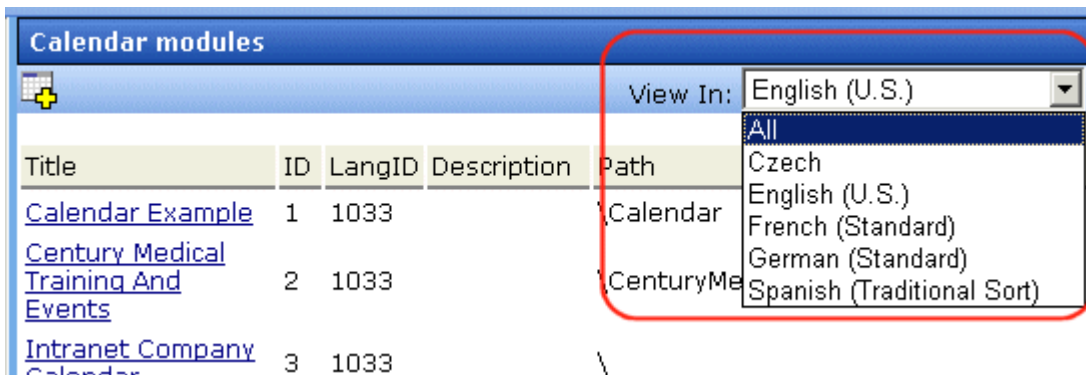 Calendar modules
View In: English (U.S.)
All
Czech
English (U.S.)
French (Standard)
German (Standard)
Spanish (Traditional Sort)
Title ID LangID Description Path
Calendar Example 1 1033 \Calendar
Century Medical
Training And
Events
2 1033 \CenturyMe
Intranet Company
Calendar
3 1033 \